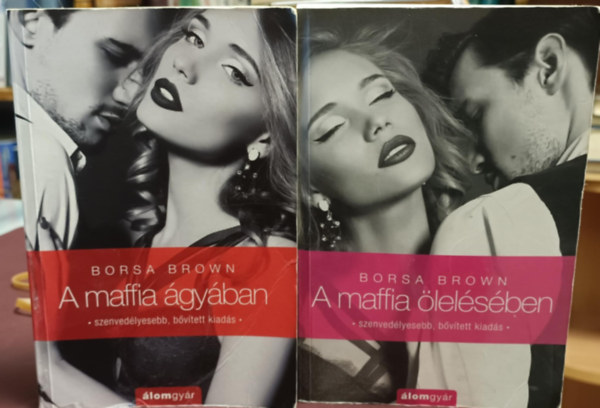 BORSA BROWN
A maffia ágyában
• szenvedélyesebb, bővített kiadás •
álomgyár
BORSA BROWN
A maffia ölelésében
• szenvedélyesebb, bővített kiadás •
álomgyár